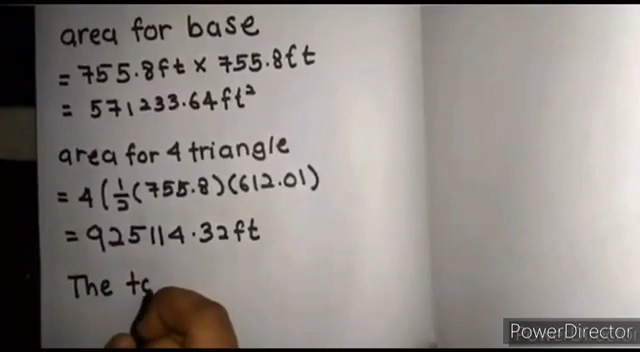 area for base
= 755.8ft × 755.8ft
= 571233.64ft²
area for 4 triangle
= 4(½(755.8)(612.01)
= 925114.32ft
The to
PowerDirector